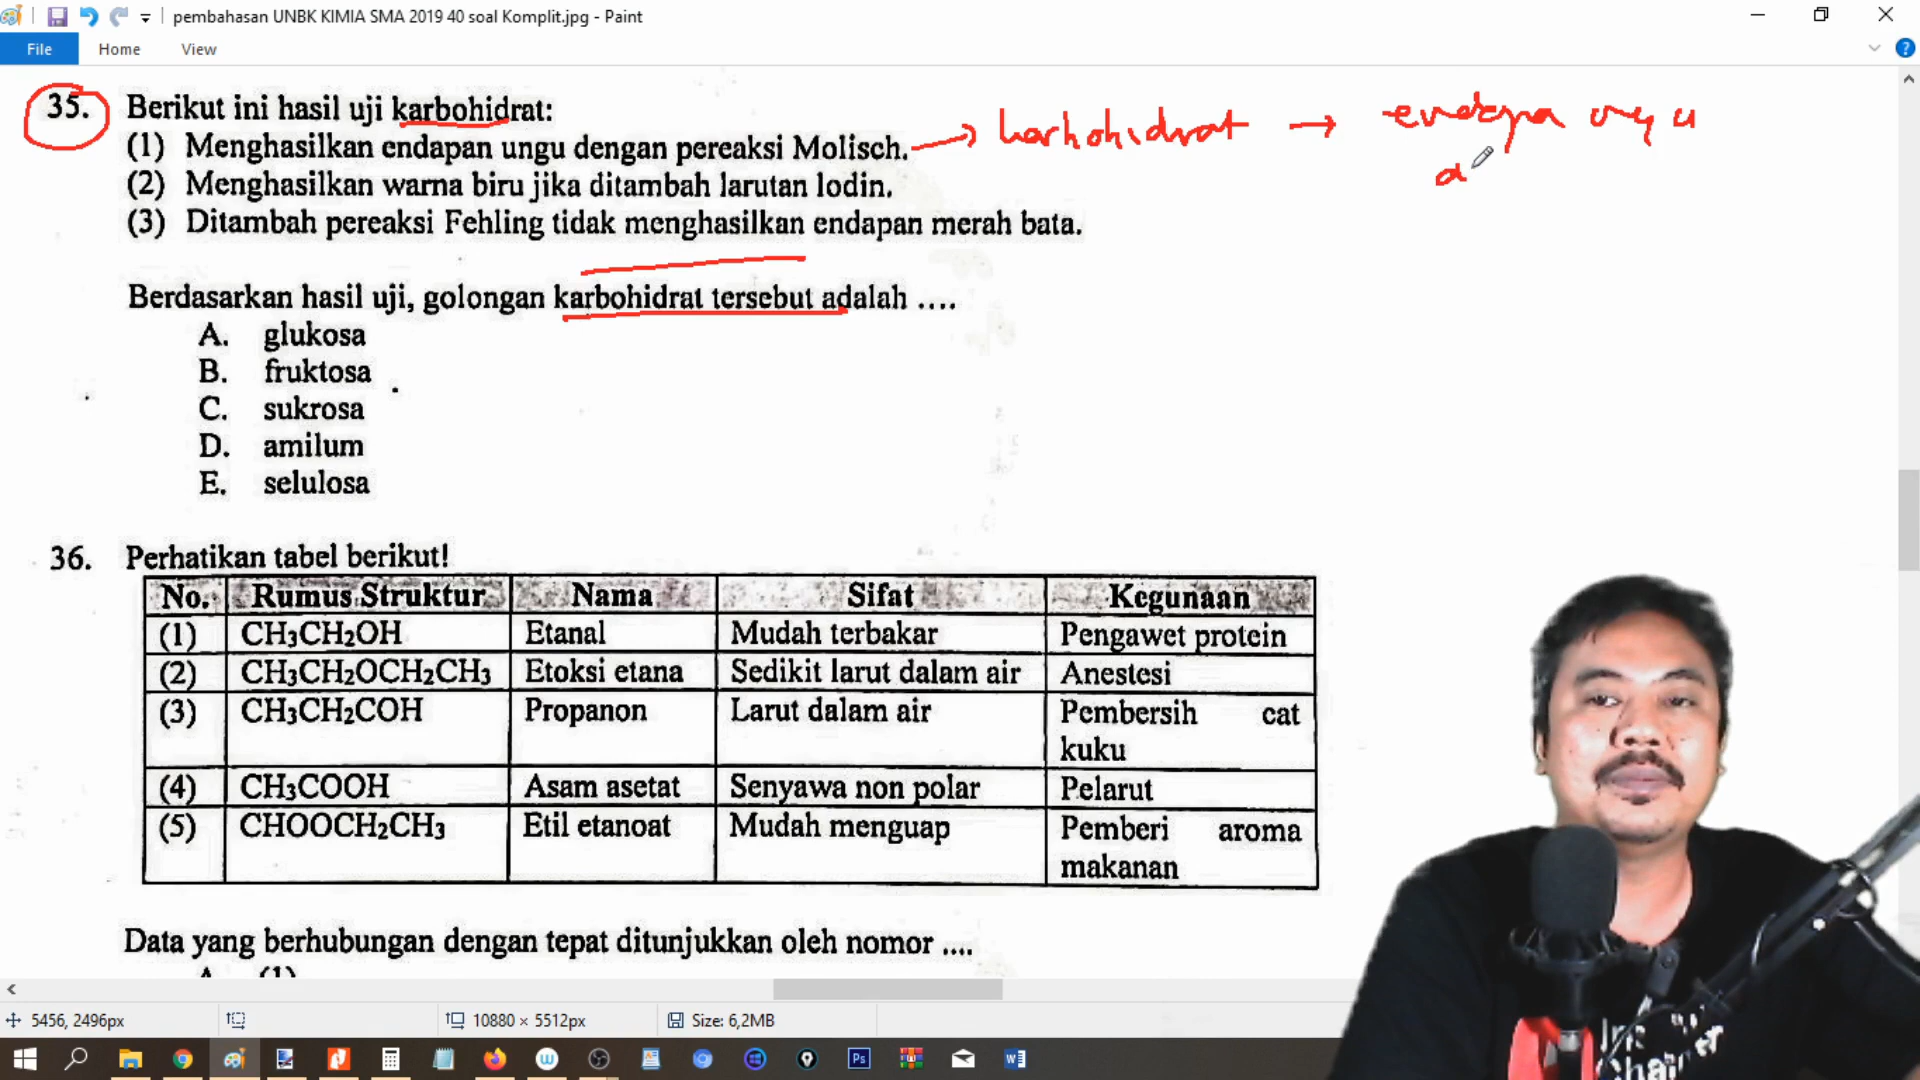 pembahasan UNBK KIMIA SMA 2019 40 soal Komplit.jpg - Paint
File Home View
35. Berikut ini hasil uji karbohidrat:
(1) Menghasilkan endapan ungu dengan pereaksi Molisch. → karbohidrat → endapa ungu
a
(2) Menghasilkan warna biru jika ditambah larutan lodin.
(3) Ditambah pereaksi Fehling tidak menghasilkan endapan merah bata.
Berdasarkan hasil uji, golongan karbohidrat tersebut adalah ....
A. glukosa
B. fruktosa
C. sukrosa
D. amilum
E. selulosa
36. Perhatikan tabel berikut!
No. Rumus Struktur Nama Sifat Kegunaan
(1) CH₃CH₂OH Etanal Mudah terbakar Pengawet protein
(2) CH₃CH₂OCH₂CH₃ Etoksi etana Sedikit larut dalam air Anestesi
(3) CH₃CH₂COH Propanon Larut dalam air Pembersih cat
kuku
(4) CH₃COOH Asam asetat Senyawa non polar Pelarut
(5) CHOOCH₂CH₃ Etil etanoat Mudah menguap Pemberi aroma
makanan
Data yang berhubungan dengan tepat ditunjukkan oleh nomor ....
A. (1)
5456, 2496px 10880 × 5512px Size: 6,2MB
Ps